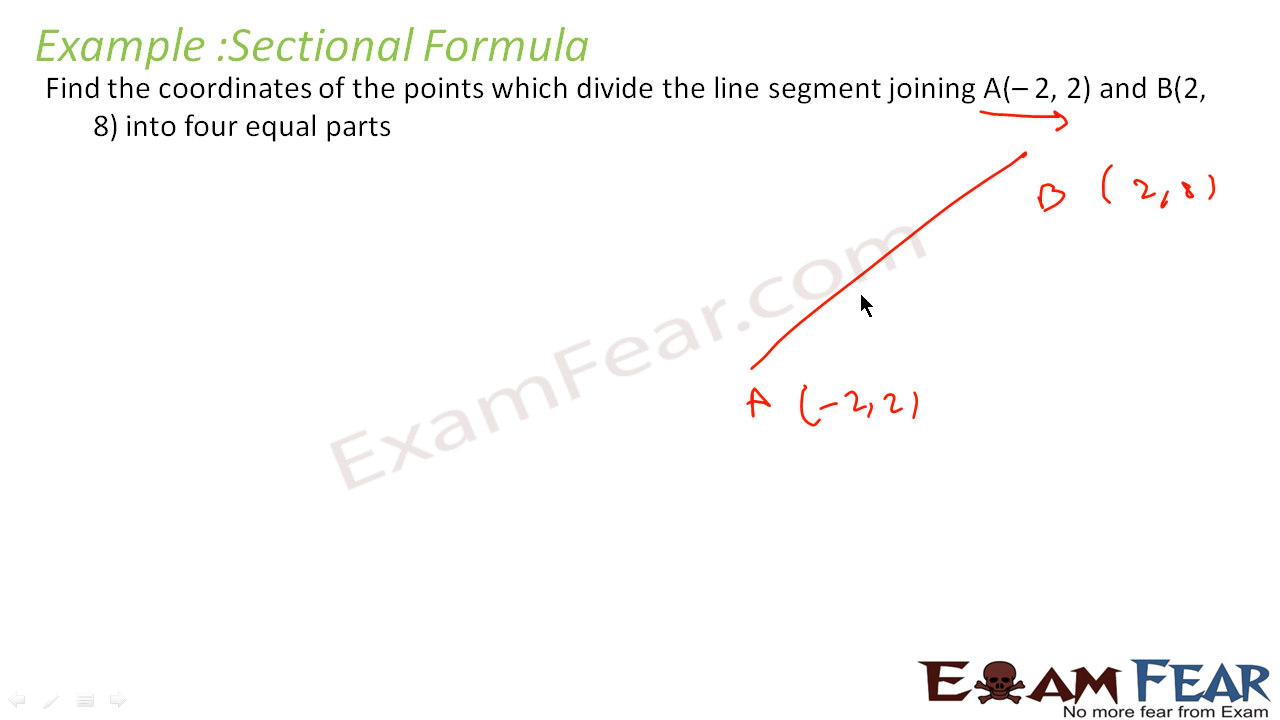 Example :Sectional Formula
Find the coordinates of the points which divide the line segment joining A(– 2, 2) and B(2,
8) into four equal parts
B (2,8)
ExamFear.com
A (-2,2)
EXAM FEAR
No more fear from Exam